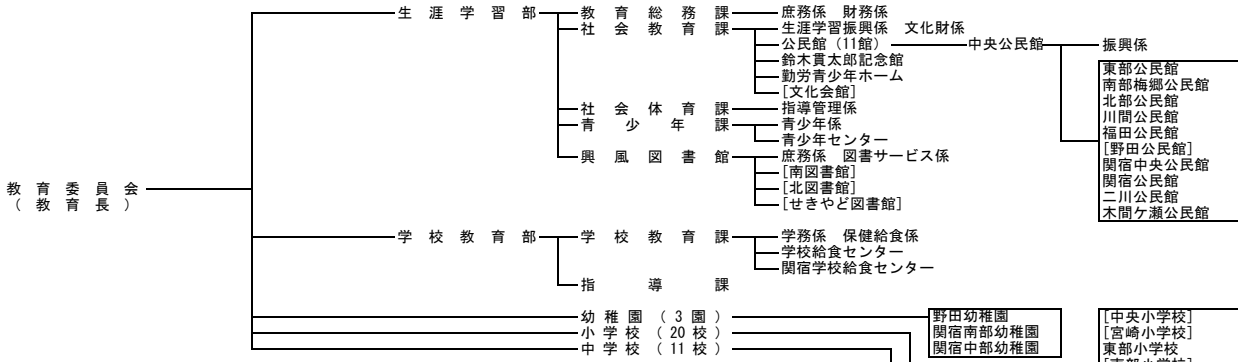 生涯学習部 教育総務課 庶務係 財務係
社会教育課 生涯学習振興係 文化財係
公民館（11館） 中央公民館 振興係
鈴木貫太郎記念館
勤労青少年ホーム
[文化会館]
東部公民館
南部梅郷公民館
北部公民館
川間公民館
福田公民館
[野田公民館]
関宿中央公民館
関宿公民館
二川公民館
木間ケ瀬公民館
社会体育課 指導管理係
青少年課 青少年係
青少年センター
興風図書館 庶務係 図書サービス係
[南図書館]
[北図書館]
[せきやど図書館]
教育委員会
（教育長）
学校教育部 学校教育課 学務係 保健給食係
学校給食センター
関宿学校給食センター
指導課
幼稚園（3園）
小学校（20校）
中学校（11校）
野田幼稚園
関宿南部幼稚園
関宿中部幼稚園
[中央小学校]
[宮崎小学校]
東部小学校